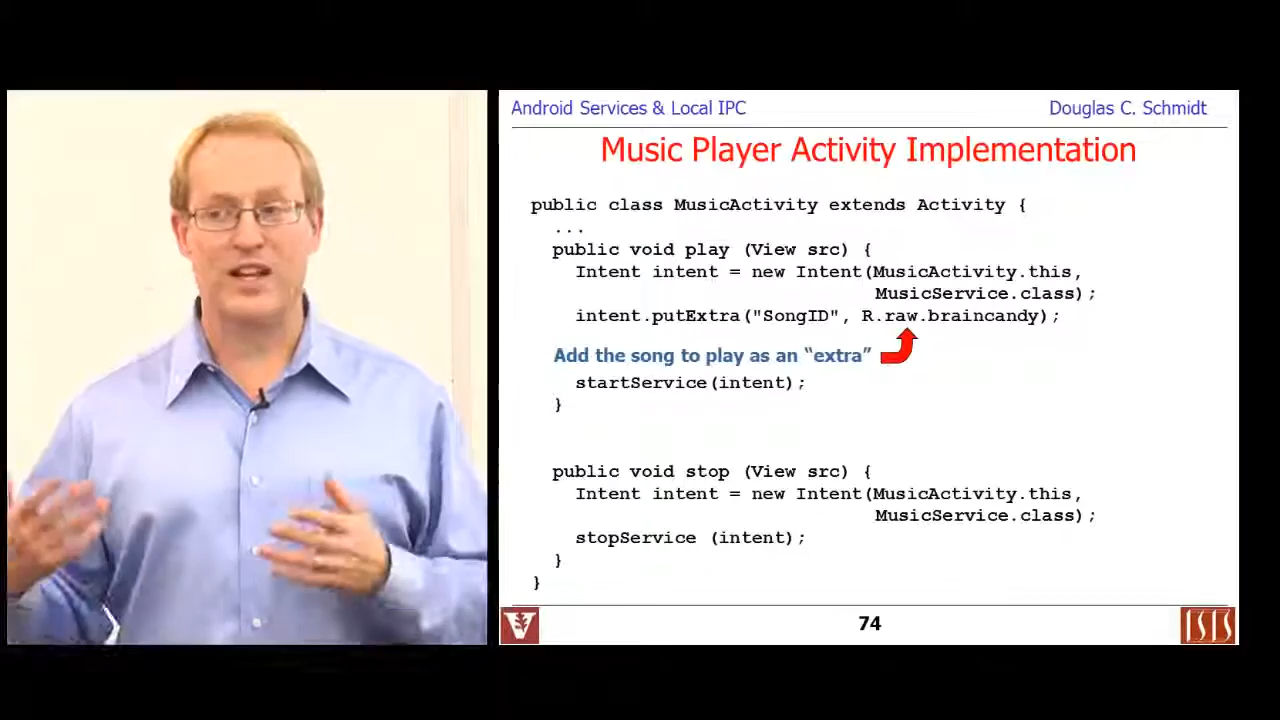 Android Services & Local IPC
Douglas C. Schmidt
Music Player Activity Implementation
public class MusicActivity extends Activity {
...
public void play (View src) {
Intent intent = new Intent(MusicActivity.this,
MusicService.class);
intent.putExtra("SongID", R.raw.braincandy);
Add the song to play as an “extra”
startService(intent);
}
public void stop (View src) {
Intent intent = new Intent(MusicActivity.this,
MusicService.class);
stopService (intent);
}
}
V
74
ISIS